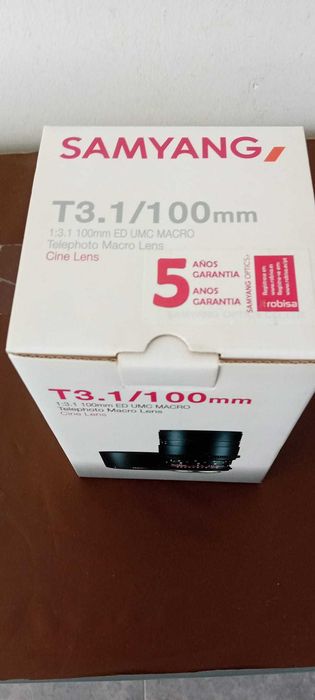 SAMYANG
T3.1/100mm
1:3.1 100mm ED UMC MACRO
Telephoto Macro Lens
Cine Lens
5 AÑOS
GARANTIA
ANOS
GARANTIA
SAMYANG OPTICS
robisa
T3.1/100mm
1:3.1 100mm ED UMC MACRO
Telephoto Macro Lens
Cine Lens